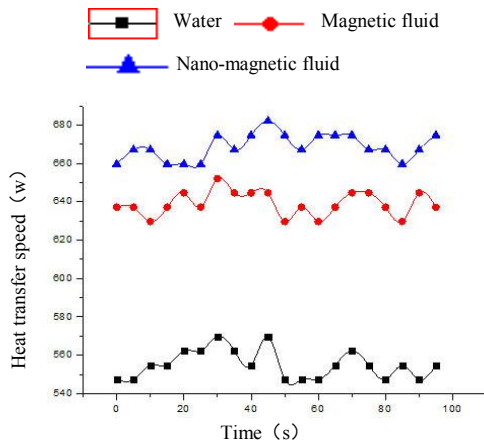 Water
Magnetic fluid
Nano-magnetic fluid
Heat transfer speed（w）
680
660
640
620
600
580
560
540
0
20
40
60
80
100
Time（s）